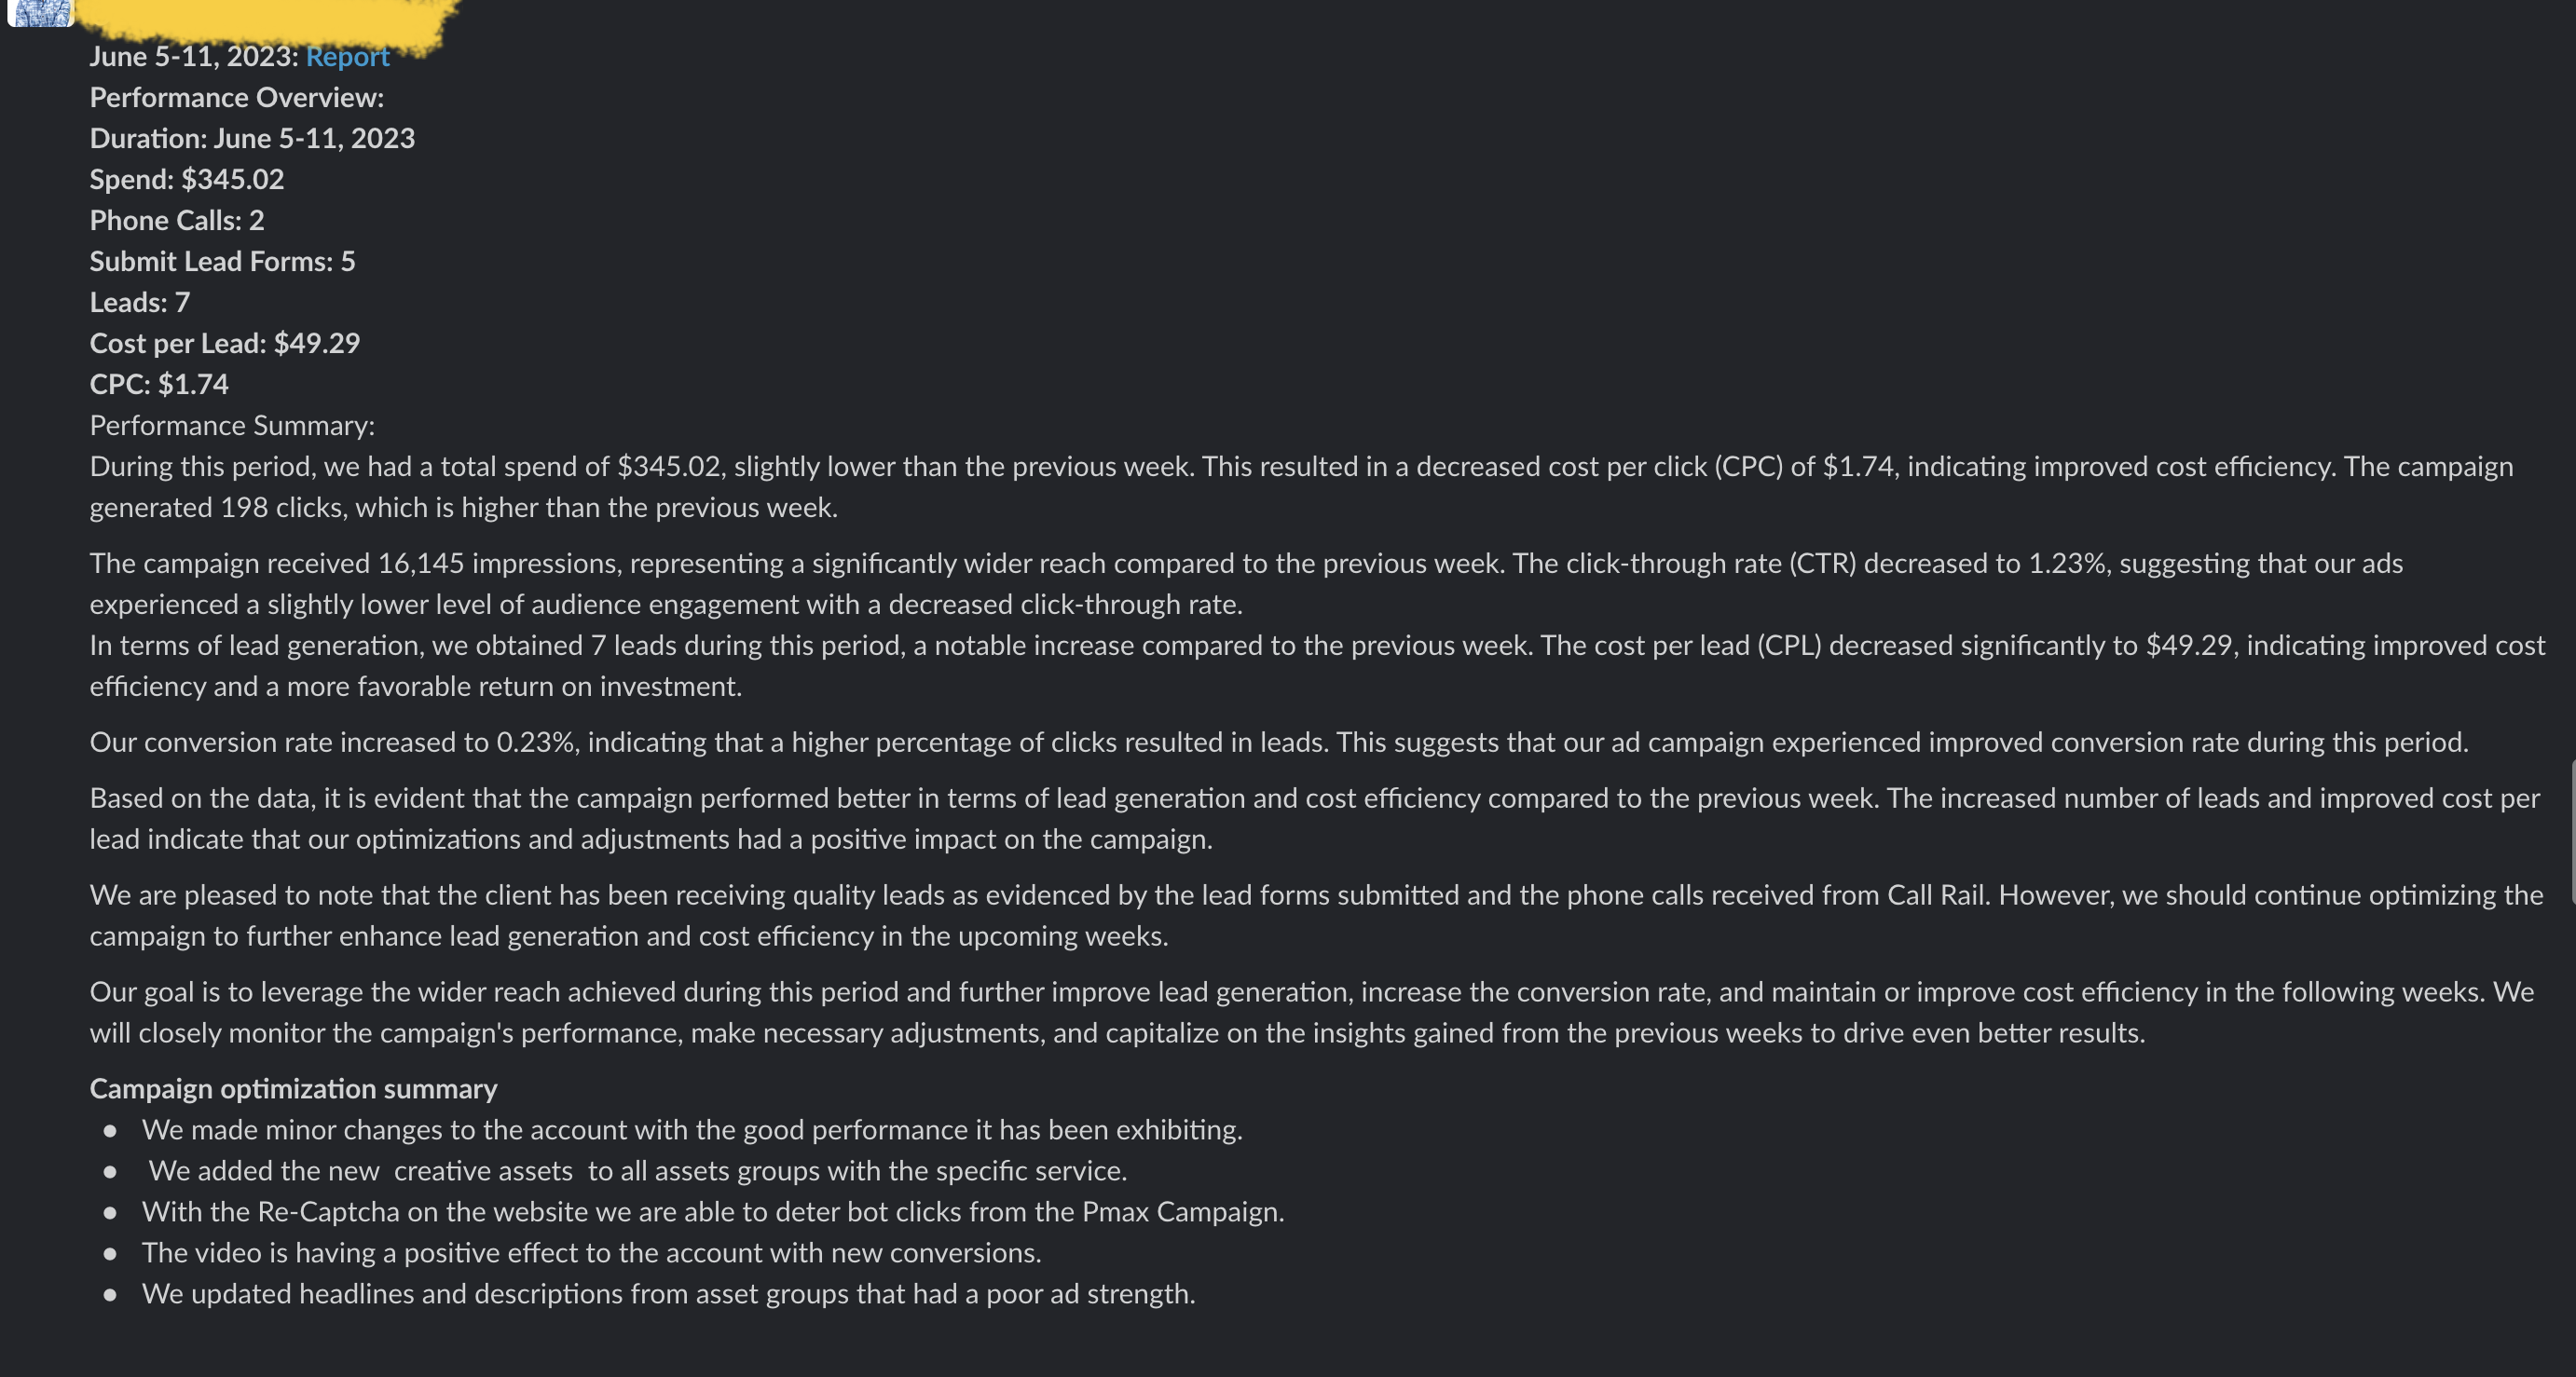 June 5-11, 2023: Report
Performance Overview:
Duration: June 5-11, 2023
Spend: $345.02
Phone Calls: 2
Submit Lead Forms: 5
Leads: 7
Cost per Lead: $49.29
CPC: $1.74
Performance Summary:
During this period, we had a total spend of $345.02, slightly lower than the previous week. This resulted in a decreased cost per click (CPC) of $1.74, indicating improved cost efficiency. The campaign
generated 198 clicks, which is higher than the previous week.
The campaign received 16,145 impressions, representing a significantly wider reach compared to the previous week. The click-through rate (CTR) decreased to 1.23%, suggesting that our ads
experienced a slightly lower level of audience engagement with a decreased click-through rate.
In terms of lead generation, we obtained 7 leads during this period, a notable increase compared to the previous week. The cost per lead (CPL) decreased significantly to $49.29, indicating improved cost
efficiency and a more favorable return on investment.
Our conversion rate increased to 0.23%, indicating that a higher percentage of clicks resulted in leads. This suggests that our ad campaign experienced improved conversion rate during this period.
Based on the data, it is evident that the campaign performed better in terms of lead generation and cost efficiency compared to the previous week. The increased number of leads and improved cost per
lead indicate that our optimizations and adjustments had a positive impact on the campaign.
We are pleased to note that the client has been receiving quality leads as evidenced by the lead forms submitted and the phone calls received from Call Rail. However, we should continue optimizing the
campaign to further enhance lead generation and cost efficiency in the upcoming weeks.
Our goal is to leverage the wider reach achieved during this period and further improve lead generation, increase the conversion rate, and maintain or improve cost efficiency in the following weeks. We
will closely monitor the campaign's performance, make necessary adjustments, and capitalize on the insights gained from the previous weeks to drive even better results.
Campaign optimization summary
• We made minor changes to the account with the good performance it has been exhibiting.
• We added the new creative assets to all assets groups with the specific service.
• With the Re-Captcha on the website we are able to deter bot clicks from the Pmax Campaign.
• The video is having a positive effect to the account with new conversions.
• We updated headlines and descriptions from asset groups that had a poor ad strength.